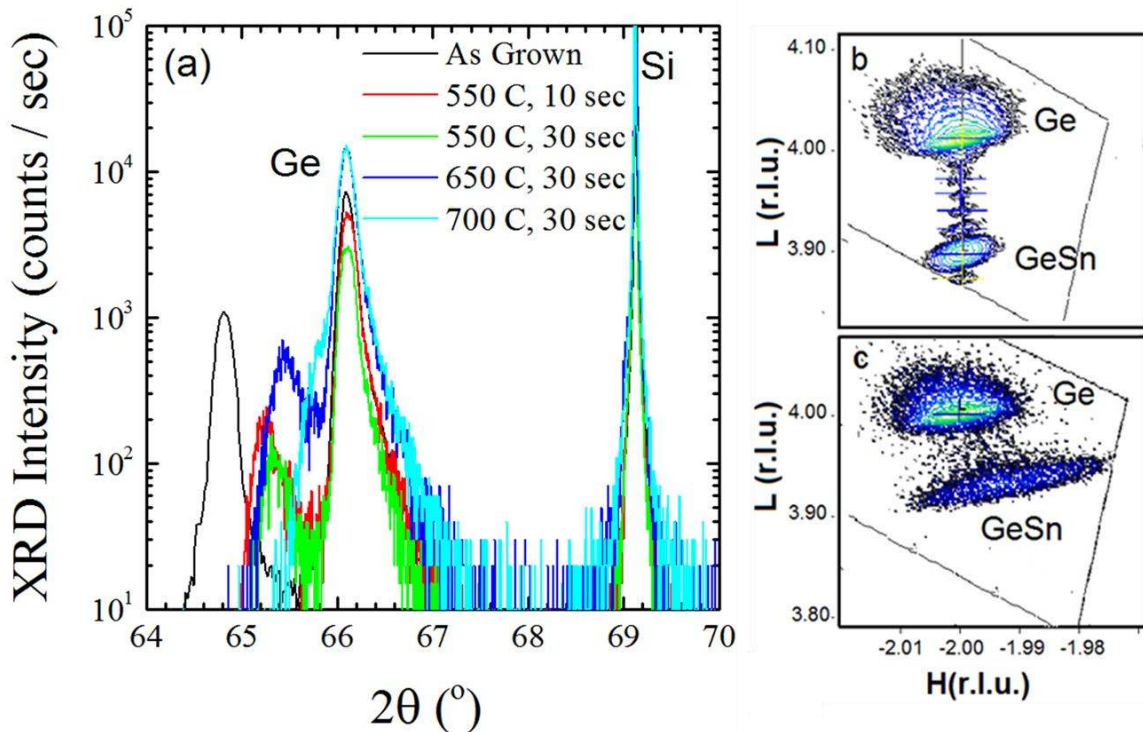 XRD Intensity (counts / sec)
10^5
10^4
10^3
10^2
10^1
(a)
As Grown
550 C, 10 sec
550 C, 30 sec
650 C, 30 sec
700 C, 30 sec
Ge
Si
64 65 66 67 68 69 70
2θ (°)
b
4.10
4.00
3.90
L (r.l.u.)
Ge
GeSn
c
4.00
3.90
3.80
L (r.l.u.)
Ge
GeSn
-2.01 -2.00 -1.99 -1.98
H(r.l.u.)